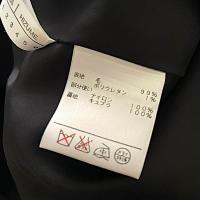 表地 毛 99%
部分使い ポリウレタン 1%
裏地 ナイロン 100%
キュプラ 100%